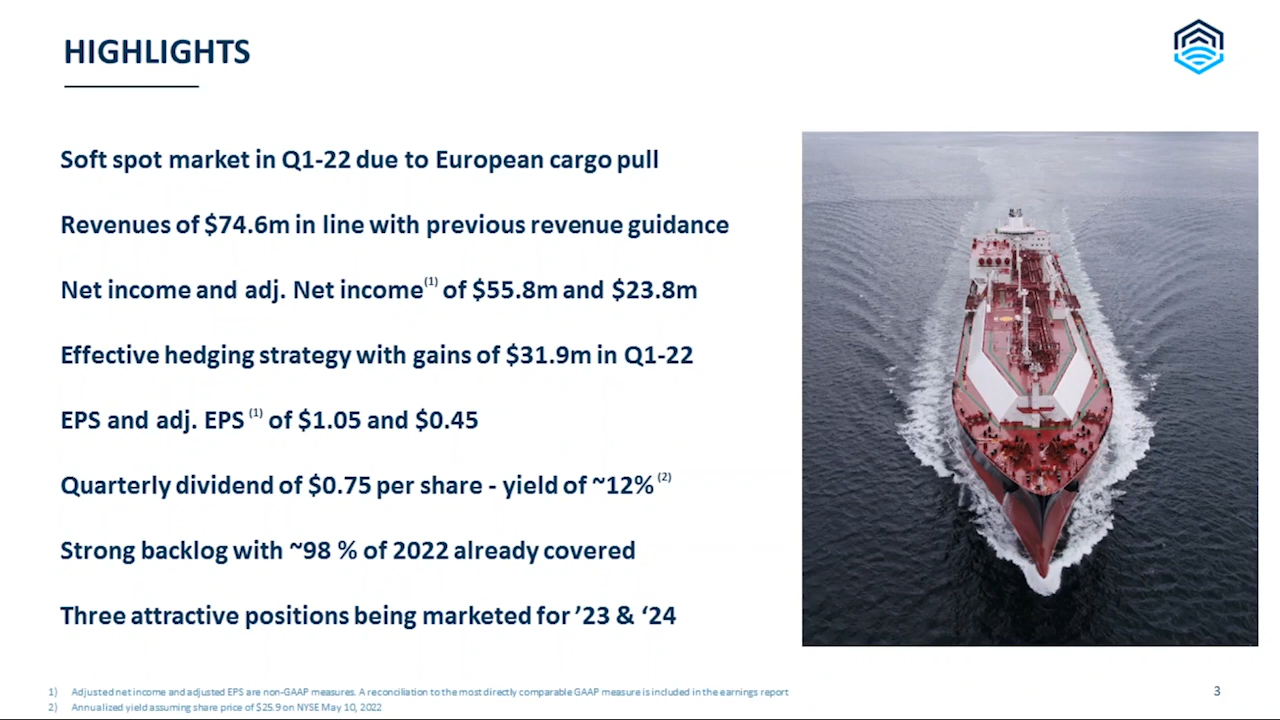 HIGHLIGHTS
Soft spot market in Q1-22 due to European cargo pull
Revenues of $74.6m in line with previous revenue guidance
Net income and adj. Net income(1) of $55.8m and $23.8m
Effective hedging strategy with gains of $31.9m in Q1-22
EPS and adj. EPS (1) of $1.05 and $0.45
Quarterly dividend of $0.75 per share - yield of ~12% (2)
Strong backlog with ~98 % of 2022 already covered
Three attractive positions being marketed for ’23 & ‘24
1) Adjusted net income and adjusted EPS are non-GAAP measures. A reconciliation to the most directly comparable GAAP measure is included in the earnings report
2) Annualized yield assuming share price of $25.9 on NYSE May 10, 2022
3